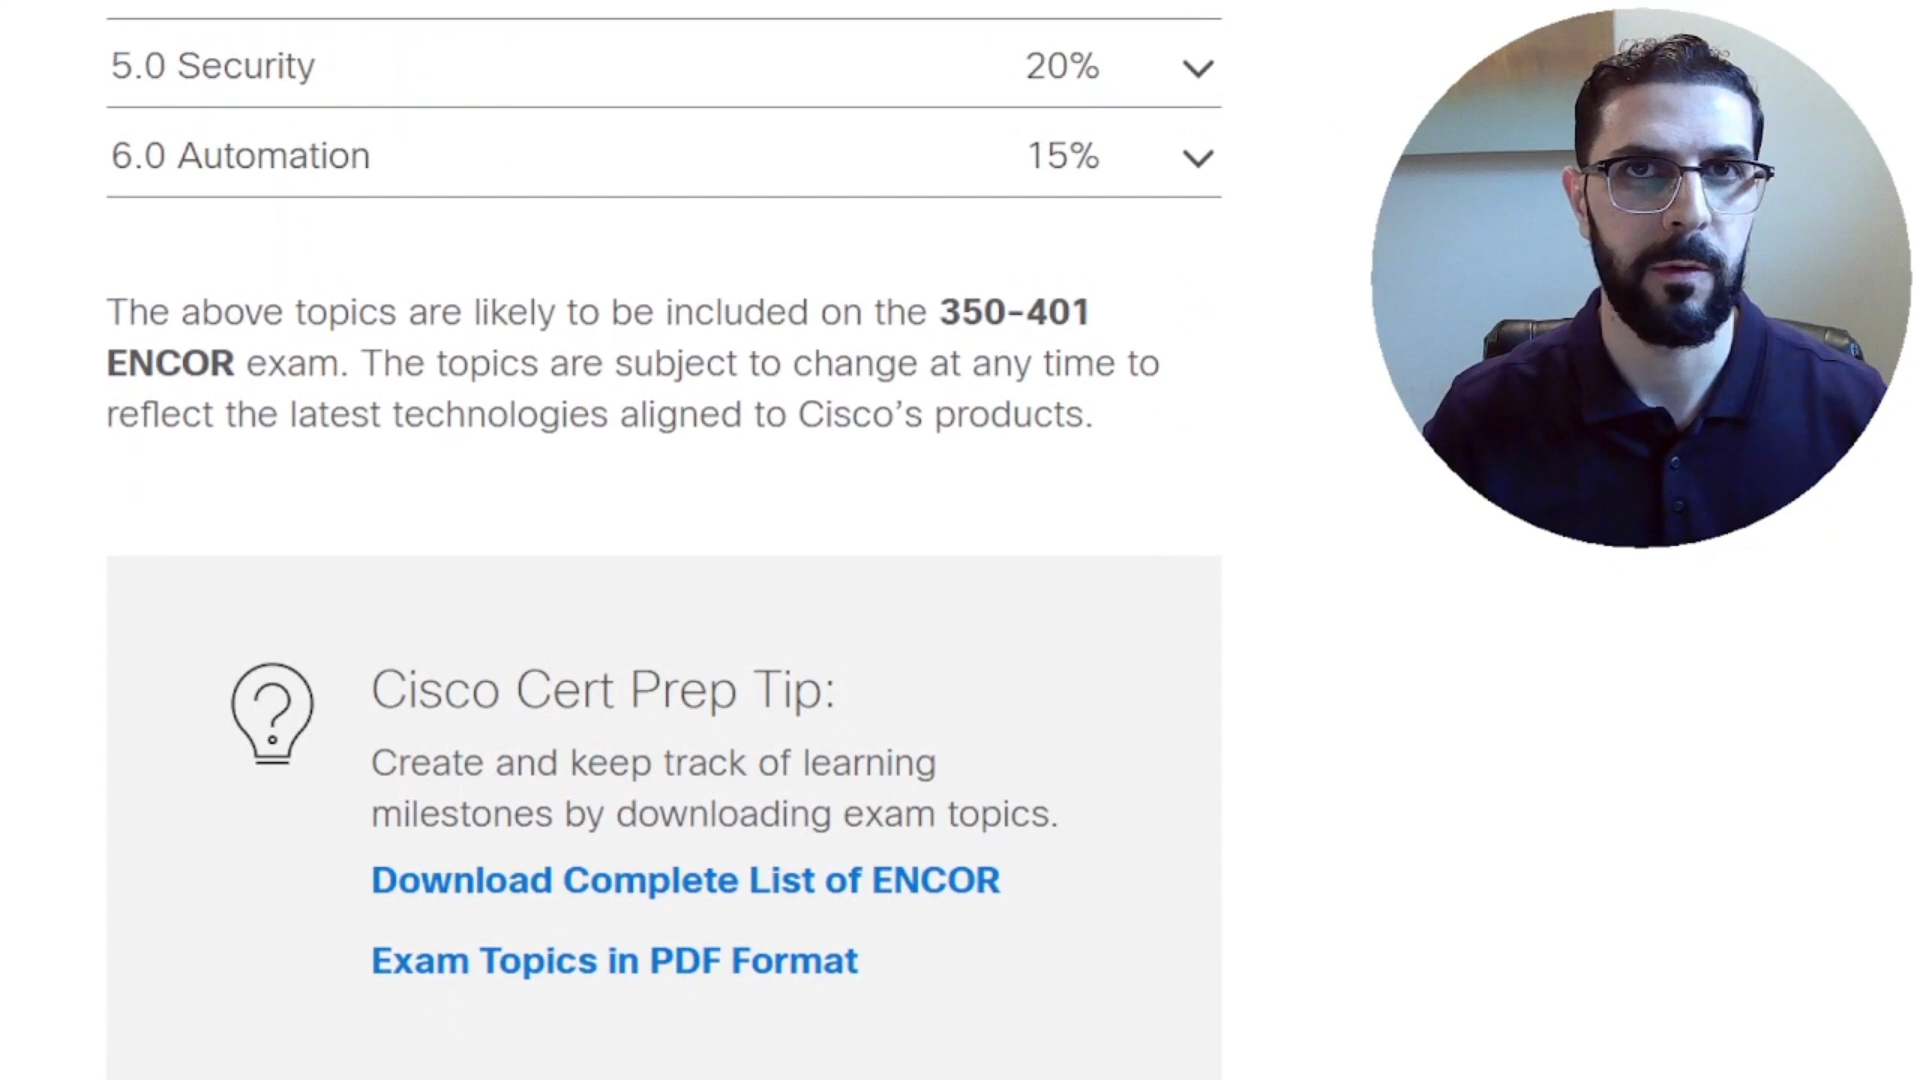 5.0 Security 20%
6.0 Automation 15%
The above topics are likely to be included on the 350-401
ENCOR exam. The topics are subject to change at any time to
reflect the latest technologies aligned to Cisco’s products.
Cisco Cert Prep Tip:
Create and keep track of learning
milestones by downloading exam topics.
Download Complete List of ENCOR
Exam Topics in PDF Format